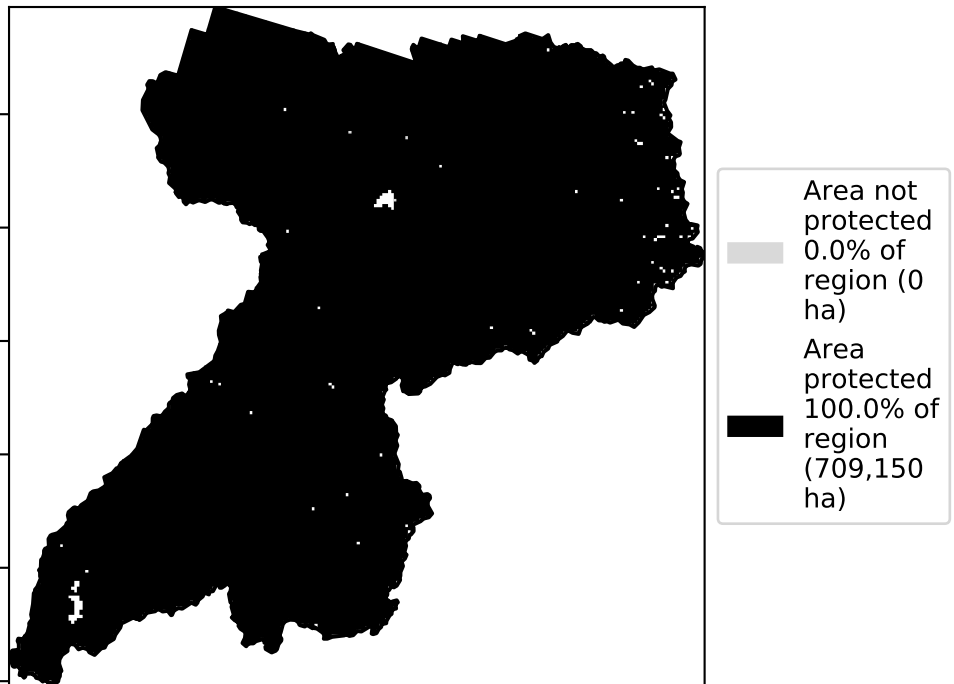 Area not
protected
0.0% of
region (0
ha)
Area
protected
100.0% of
region
(709,150
ha)